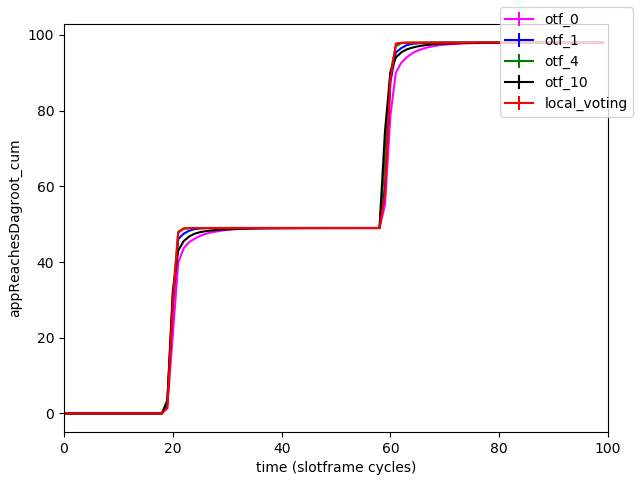 otf_0
otf_1
otf_4
otf_10
local_voting
100
80
60
40
20
0
appReachesDagroot_cum
0 20 40 60 80 100
time (slotframe cycles)